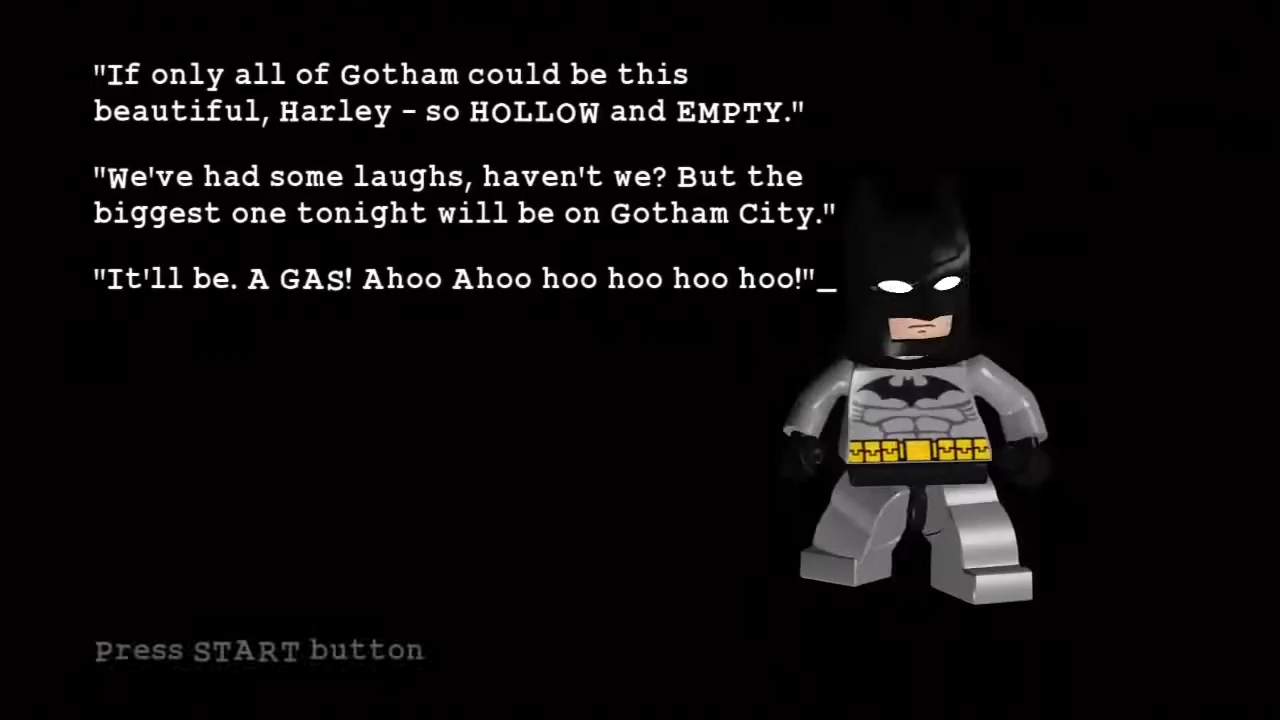 "If only all of Gotham could be this
beautiful, Harley - so HOLLOW and EMPTY."
"We've had some laughs, haven't we? But the
biggest one tonight will be on Gotham City."
"It'll be. A GAS! Ahoo Ahoo hoo hoo hoo hoo!"_
Press START button